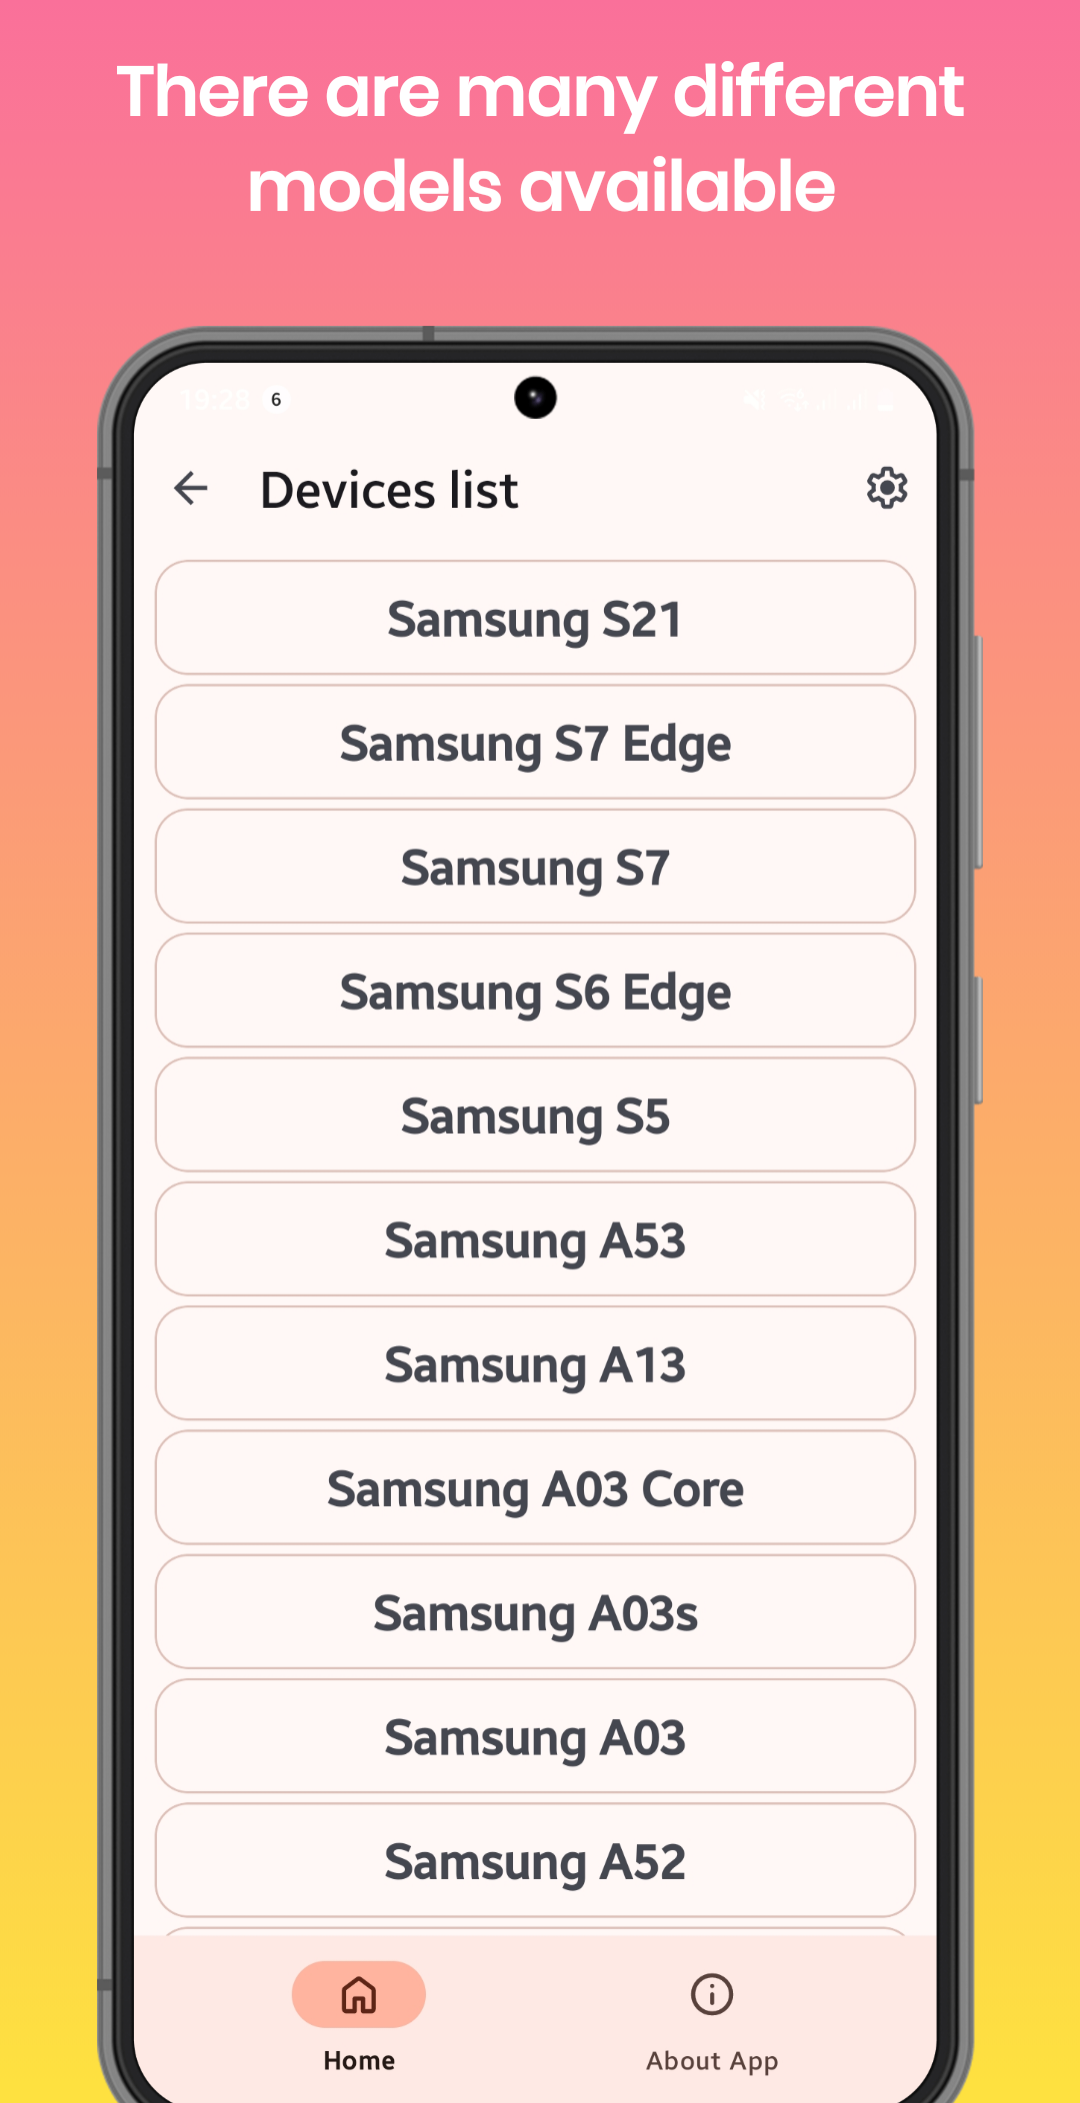 There are many different
models available
19:28 6
Devices list
Samsung S21
Samsung S7 Edge
Samsung S7
Samsung S6 Edge
Samsung S5
Samsung A53
Samsung A13
Samsung A03 Core
Samsung A03s
Samsung A03
Samsung A52
Home
About App